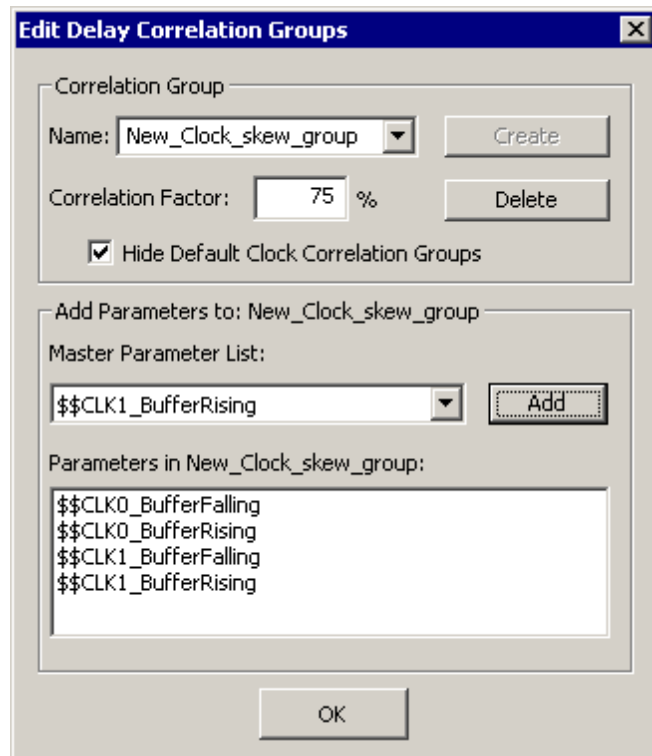 Edit Delay Correlation Groups
Correlation Group
Name: New_Clock_skew_group Create
Correlation Factor: 75 % Delete
Hide Default Clock Correlation Groups
Add Parameters to: New_Clock_skew_group
Master Parameter List:
$$CLK1_BufferRising Add
Parameters in New_Clock_skew_group:
$$CLK0_BufferFalling
$$CLK0_BufferRising
$$CLK1_BufferFalling
$$CLK1_BufferRising
OK